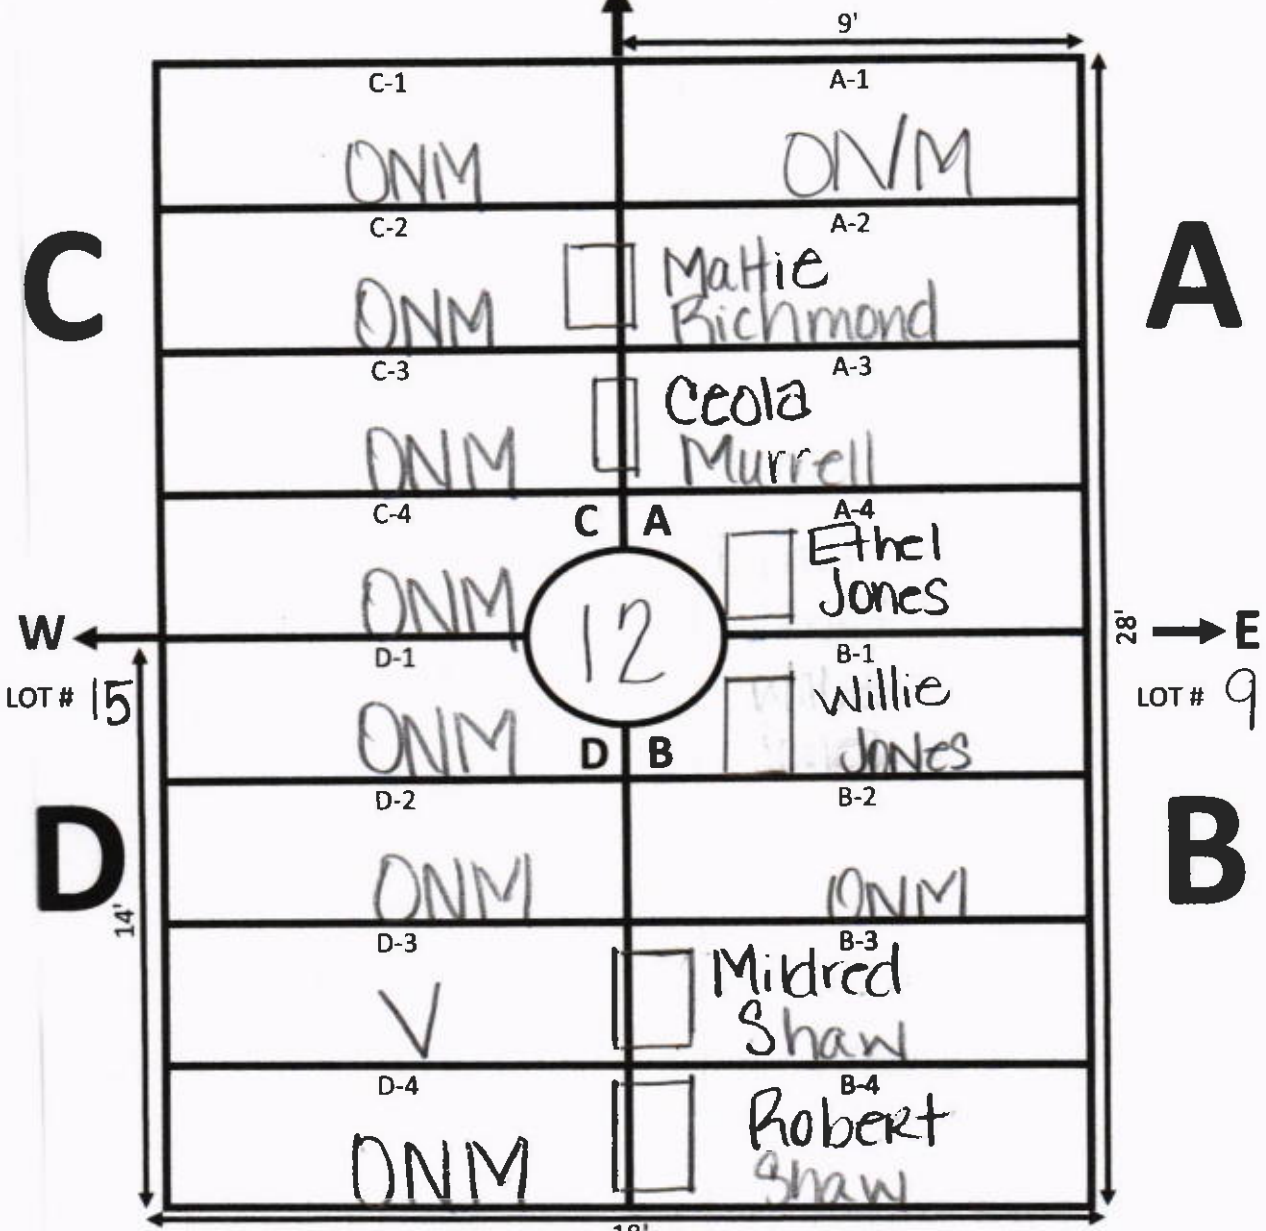 9'
C-1
A-1
ONM
ONM
C-2
A-2
ONM
Mattie
Richmond
C
A
C-3
A-3
ONM
Ceola
Murrell
C-4
C A
A-4
ONM
Ethel
Jones
12
W
28'
E
D-1
B-1
LOT # 15
LOT # 9
ONM
Willie
JoNes
D B
D-2
B-2
ONM
ONM
D
B
14'
D-3
B-3
V
Mildred
Shaw
D-4
B-4
ONM
Robert
Shaw
18'